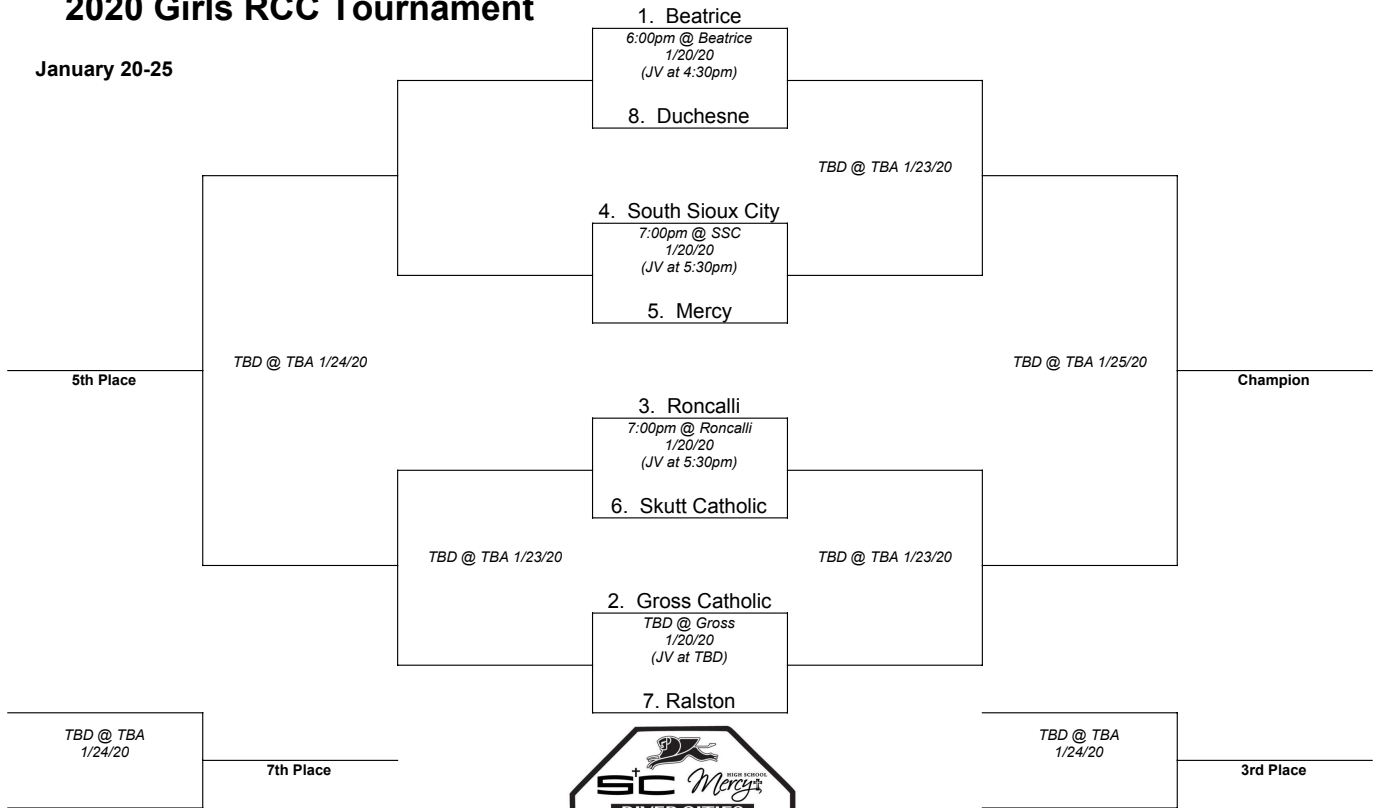 2020 Girls RCC Tournament
January 20-25
1. Beatrice
6:00pm @ Beatrice
1/20/20
(JV at 4:30pm)
8. Duchesne
TBD @ TBA 1/23/20
4. South Sioux City
7:00pm @ SSC
1/20/20
(JV at 5:30pm)
5. Mercy
TBD @ TBA 1/24/20
TBD @ TBA 1/25/20
5th Place
Champion
3. Roncalli
7:00pm @ Roncalli
1/20/20
(JV at 5:30pm)
6. Skutt Catholic
TBD @ TBA 1/23/20
TBD @ TBA 1/23/20
2. Gross Catholic
TBD @ Gross
1/20/20
(JV at TBD)
7. Ralston
TBD @ TBA
1/24/20
7th Place
TBD @ TBA
1/24/20
3rd Place
SC
HIGH SCHOOL
Mercy
RIVER CITIES